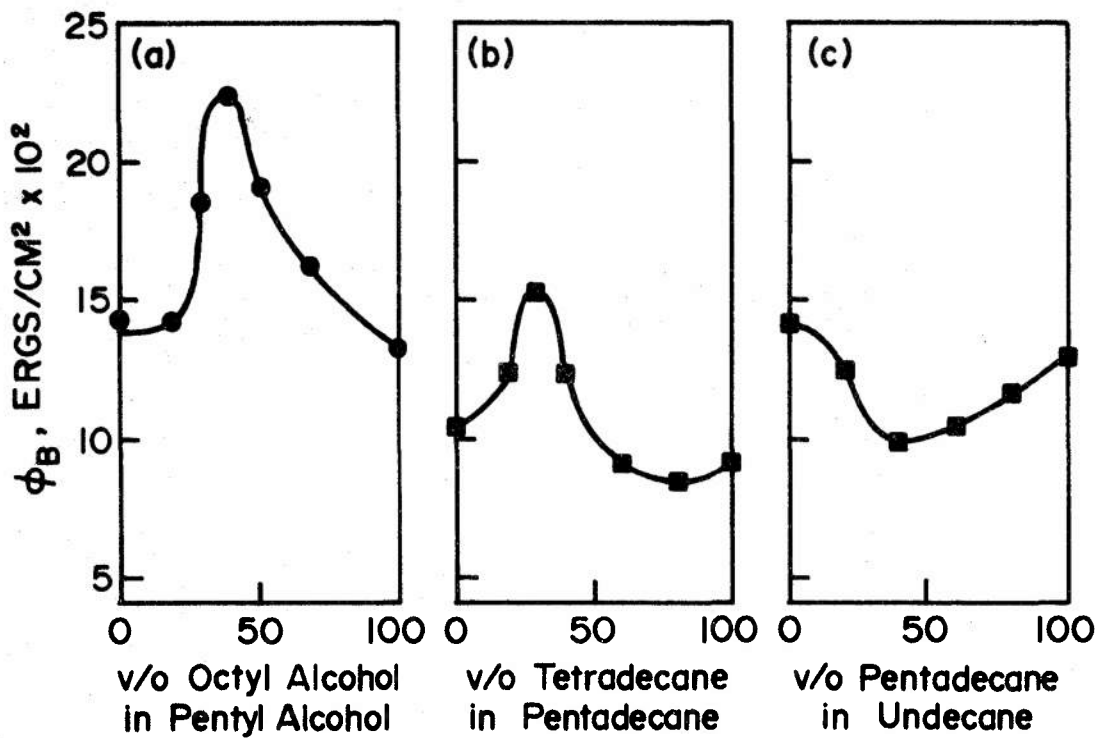 25
20
15
10
5
ϕB, ERGS/CM² x 10²
(a)
(b)
(c)
0 50 100
0 50 100
0 50 100
v/o Octyl Alcohol
in Pentyl Alcohol
v/o Tetradecane
in Pentadecane
v/o Pentadecane
in Undecane